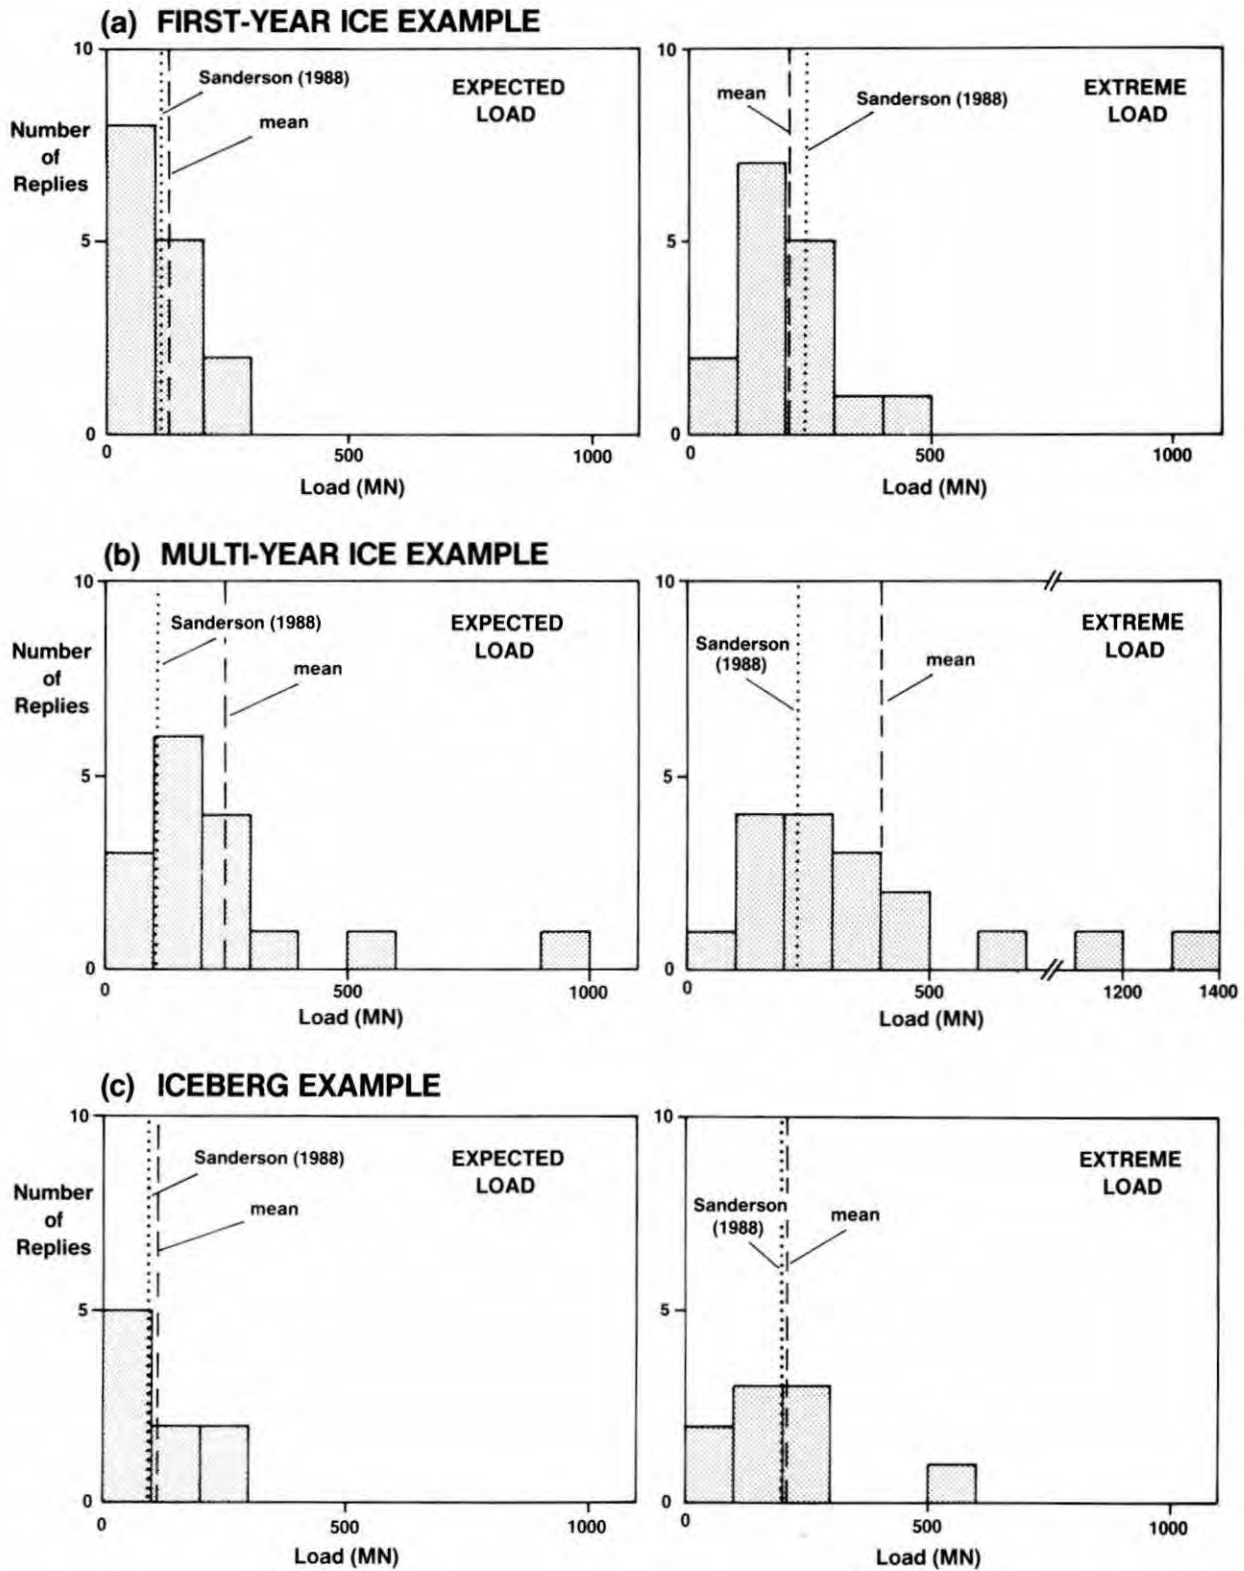 (a) FIRST-YEAR ICE EXAMPLE
10
Sanderson (1988)
mean
EXPECTED
LOAD
Number
of
Replies
5
0
0
500
1000
Load (MN)
10
mean
Sanderson (1988)
EXTREME
LOAD
5
0
0
500
1000
Load (MN)
(b) MULTI-YEAR ICE EXAMPLE
10
Sanderson (1988)
mean
EXPECTED
LOAD
Number
of
Replies
5
0
0
500
1000
Load (MN)
10
Sanderson
(1988)
mean
EXTREME
LOAD
5
0
0
500
1200
1400
Load (MN)
(c) ICEBERG EXAMPLE
10
Sanderson (1988)
mean
EXPECTED
LOAD
Number
of
Replies
5
0
0
500
1000
Load (MN)
10
Sanderson
(1988)
mean
EXTREME
LOAD
5
0
0
500
1000
Load (MN)